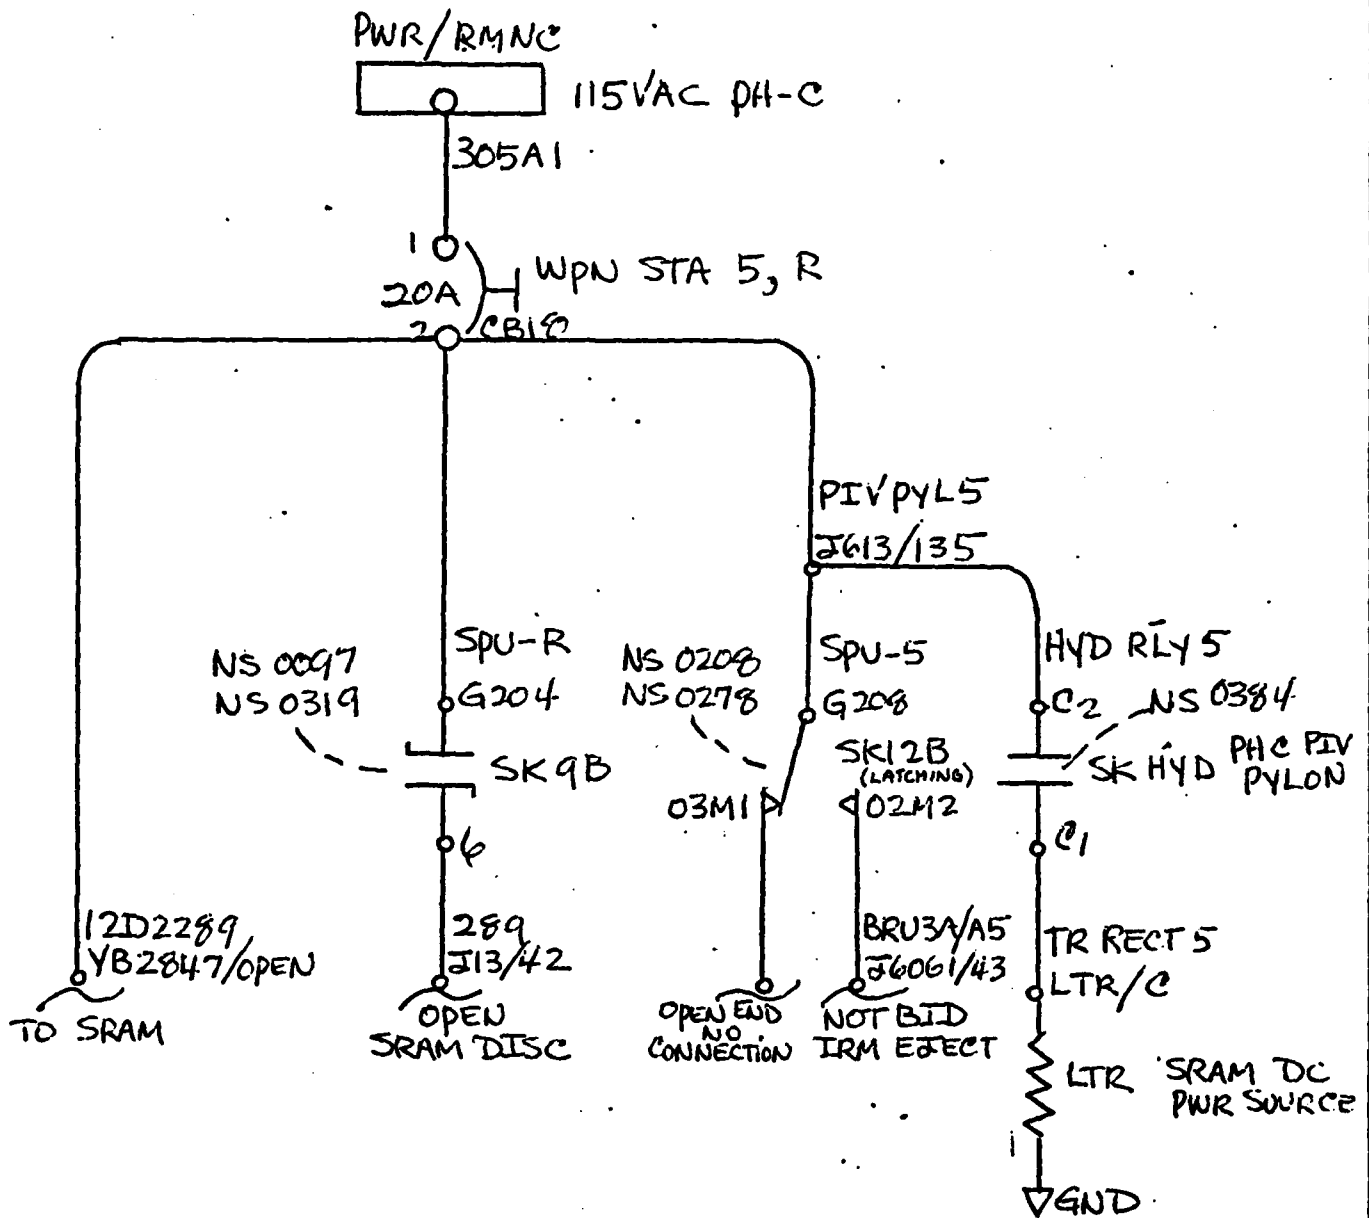 PWR/RMNC
115VAC PH-C
305A1
1
20A
WPN STA 5, R
2
CB18
PIV PYL5
J613/135
SPU-R
G204
NS 0097
NS 0319
SK9B
6
NS 0208
NS 0278
SPU-5
G208
SK12B
(LATCHING)
03M1
02M2
HYD RLY 5
C2
NS 0384
SK HYD
PHC PIV
PYLON
C1
12D2289
YB2847/OPEN
TO SRAM
289
J13/42
OPEN
SRAM DISC
OPEN END
NO
CONNECTION
BRU3A/A5
J6061/43
NOT BID
IRM EJECT
TR RECT 5
LTR/C
LTR
SRAM DC
PWR SOURCE
1
GND